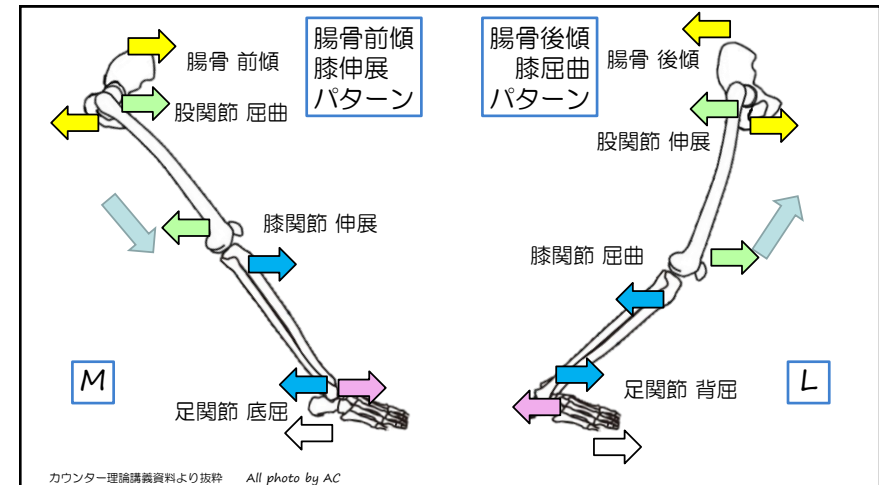 腸骨前傾
膝伸展
パターン
腸骨 前傾
股関節 屈曲
膝関節 伸展
足関節 底屈
M
腸骨後傾
膝屈曲
パターン
腸骨 後傾
股関節 伸展
膝関節 屈曲
足関節 背屈
L
カウンター理論講義資料より抜粋 All photo by AC